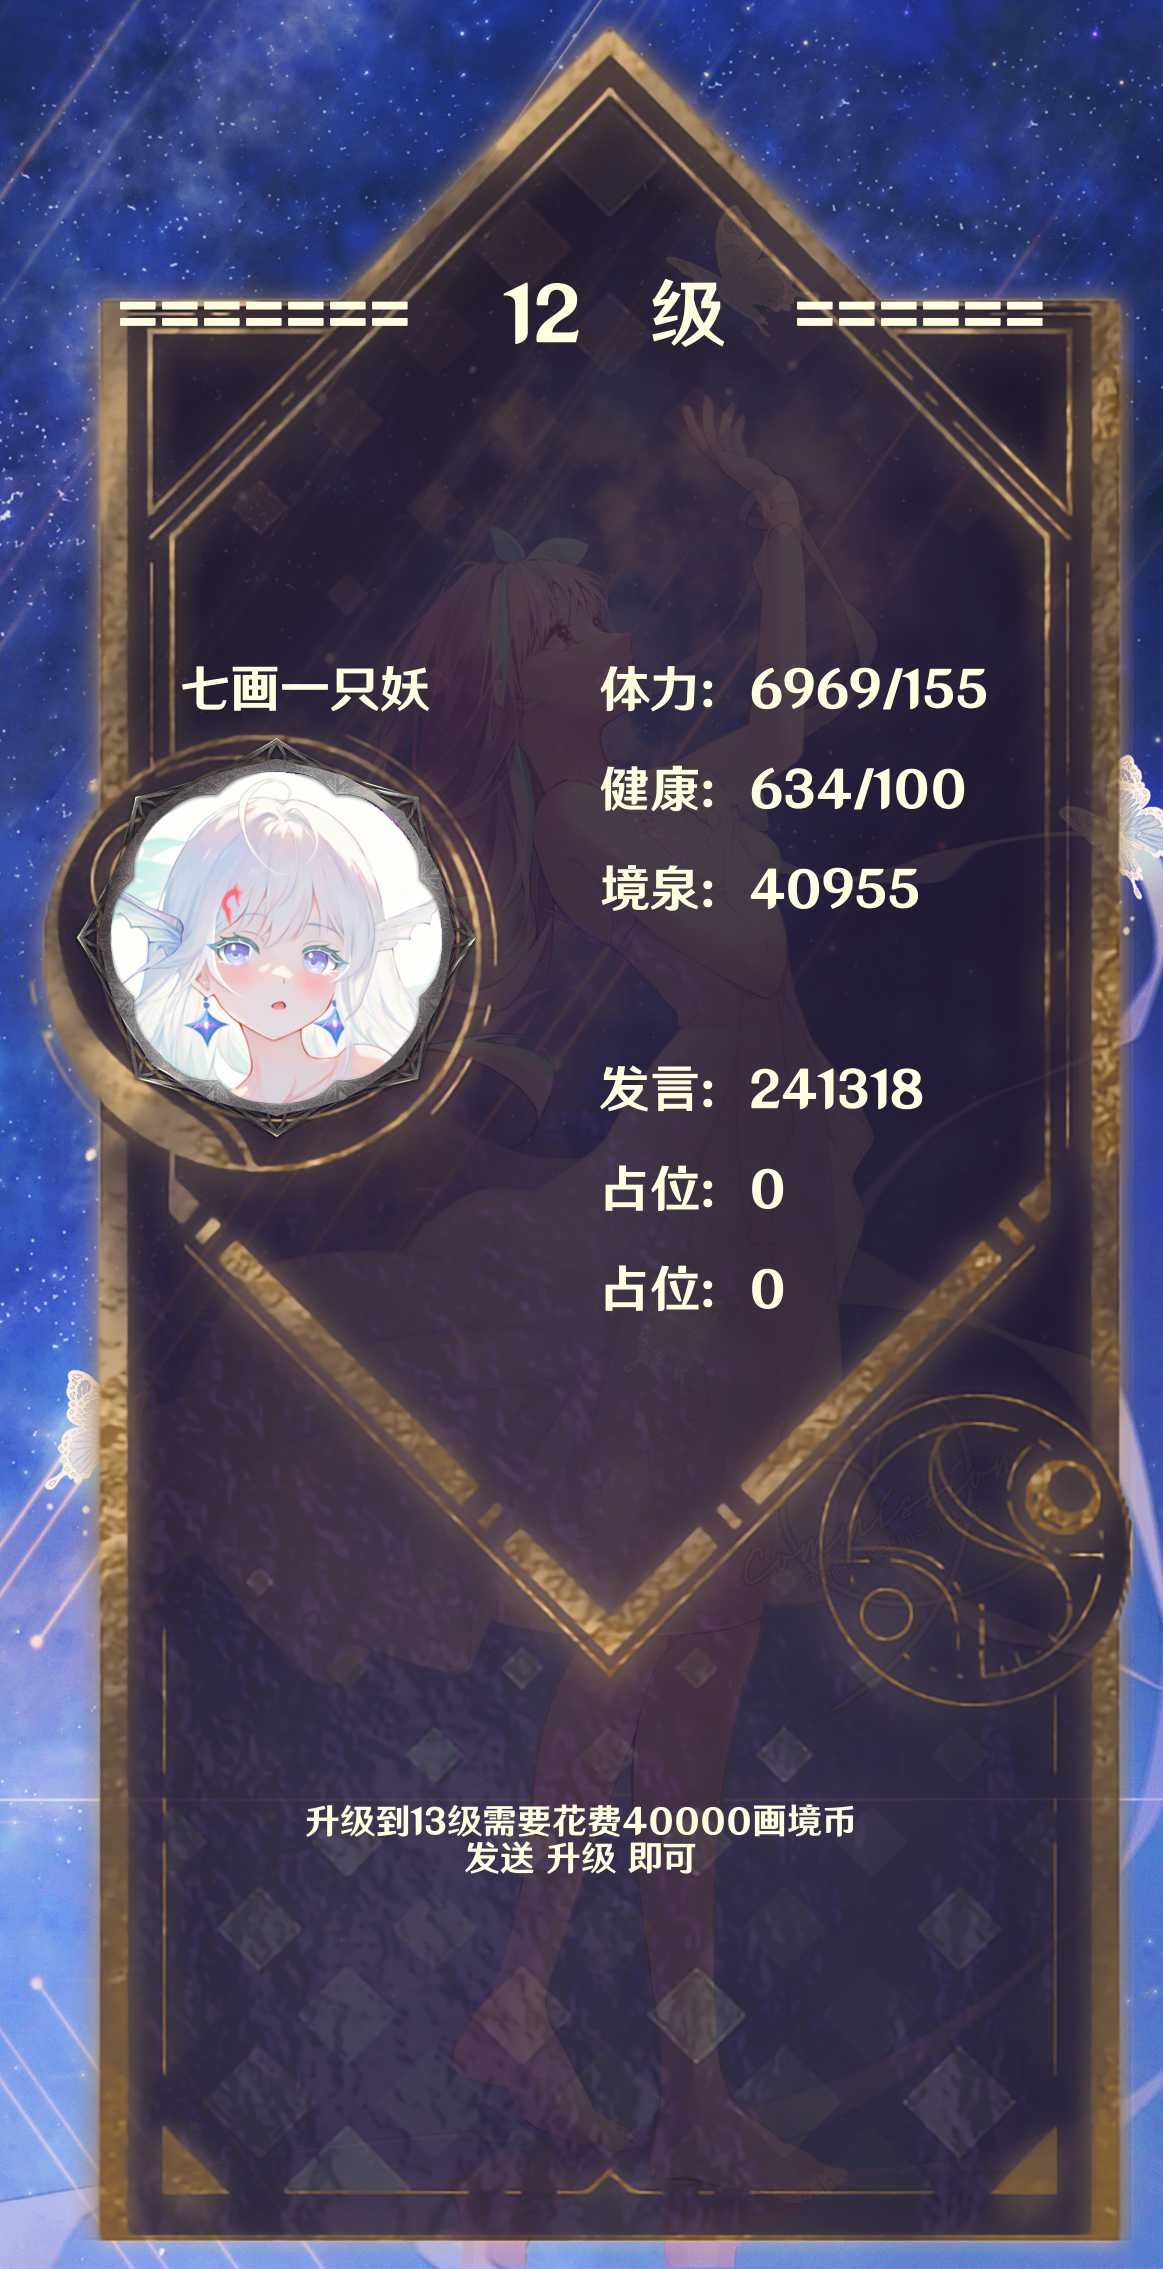 ======= 12 级 ======
七画一只妖
体力: 6969/155
健康: 634/100
境泉: 40955
发言: 241318
占位: 0
占位: 0
升级到13级需要花费40000画境币
发送 升级 即可